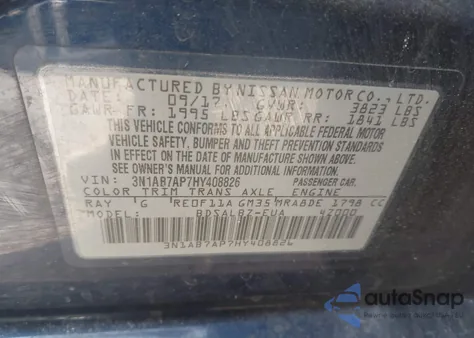 MANUFACTURED BY NISSAN MOTOR CO., LTD.
DATE: 09/17 GVWR: 3823 LBS
GAWR FR: 1995 LBS GAWR RR: 1841 LBS
THIS VEHICLE CONFORMS TO ALL APPLICABLE
FEDERAL MOTOR VEHICLE SAFETY, BUMPER AND THEFT PREVENTION
STANDARDS IN EFFECT ON THE DATE OF
MANUFACTURE SHOWN ABOVE.
SEE OWNER'S MANUAL FOR ADDITIONAL INFORMATION.
VIN: 3N1AB7AP7HY408826 PASSENGER CAR
COLOR TRIM TRANS AXLE ENGINE
RAY G RE0F11A GM35 MRA8DE 1798 CC
BDSALBZ-EUA 4Z000
3N1AB7AP7HY408826
autoSnap